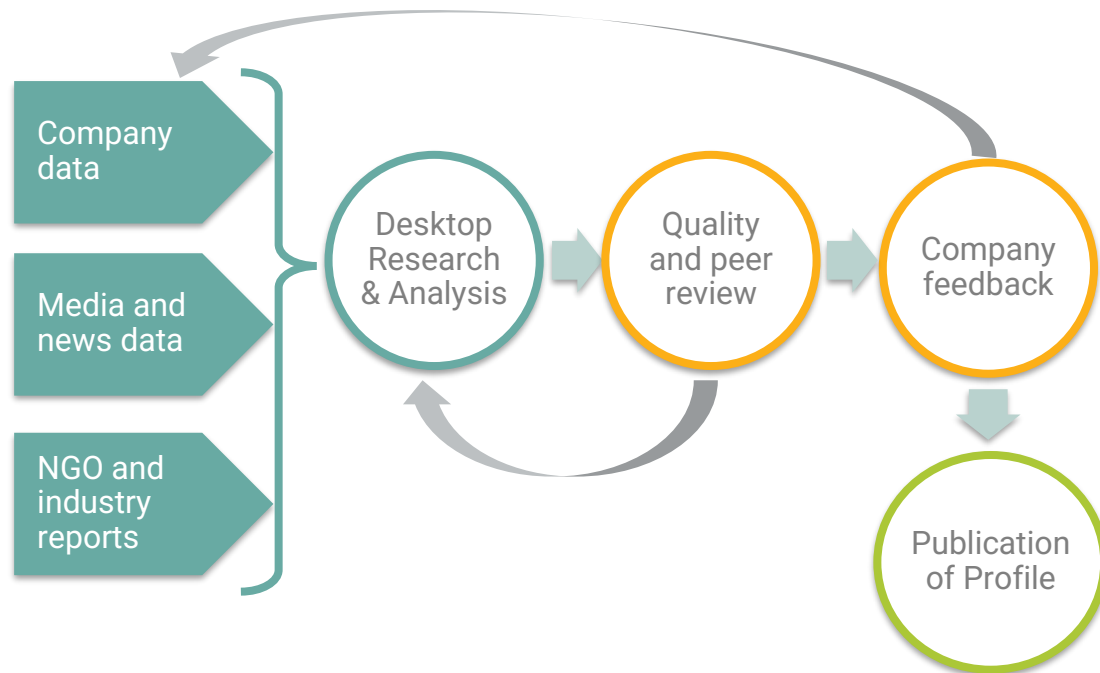 Company
data
Media and
news data
NGO and
industry
reports
Desktop
Research
& Analysis
Quality
and peer
review
Company
feedback
Publication
of Profile